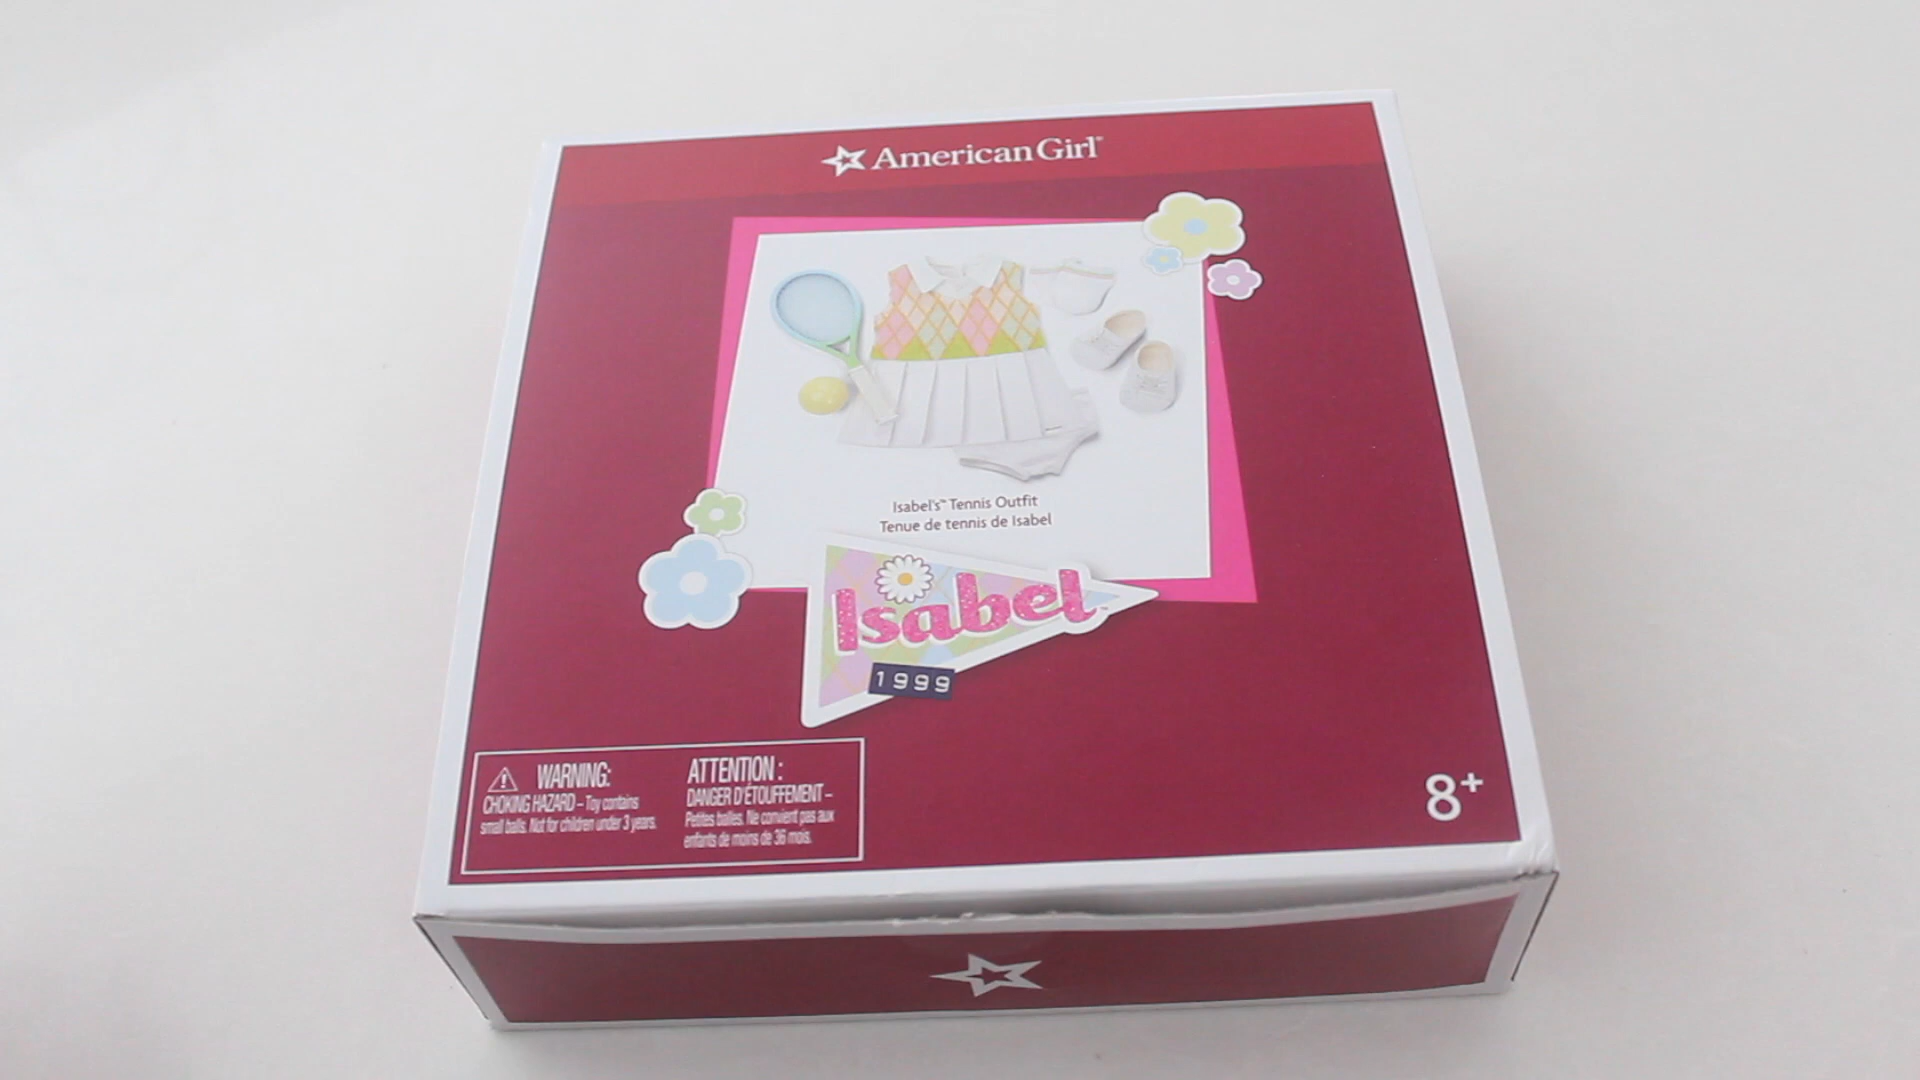 American Girl®
Isabel's™ Tennis Outfit
Tenue de tennis de Isabel
Isabel™
1999
WARNING:
CHOKING HAZARD – Toy contains
small balls. Not for children under 3 years.
ATTENTION :
DANGER D'ÉTOUFFEMENT –
Petites balles. Ne convient pas aux
enfants de moins de 36 mois.
8+